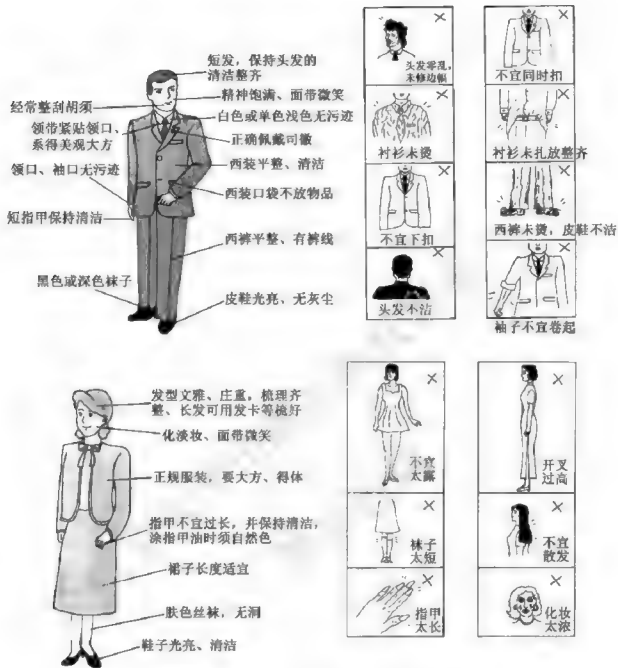 短发，保持头发的
清洁整齐
精神饱满、面带微笑
经常整刮胡须
白色或单色浅色无污迹
领带紧贴领口、
系得美观大方
正确佩戴司徽
西装平整、清洁
领口、袖口无污迹
西装口袋不放物品
短指甲保持清洁
西裤平整、有裤线
黑色或深色袜子
皮鞋光亮、无灰尘
头发零乱，
未修边幅
不宜同时扣
衬衫未烫
衬衫未扎放整齐
不宜下扣
西裤未烫，皮鞋不洁
头发不洁
袖子不宜卷起
发型文雅、庄重，梳理齐
整、长发可用发卡等梳好
化淡妆、面带微笑
正规服装，要大方、得体
指甲不宜过长，并保持清洁，
涂指甲油时须自然色
裙子长度适宜
肤色丝袜，无洞
鞋子光亮、清洁
不宜
太露
开叉
过高
袜子
太短
不宜
散发
指甲
太长
化妆
太浓